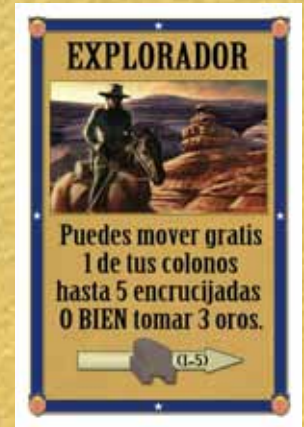 EXPLORADOR
Puedes mover gratis
1 de tus colonos
hasta 5 encrucijadas
O BIEN tomar 3 oros.
(1-5)